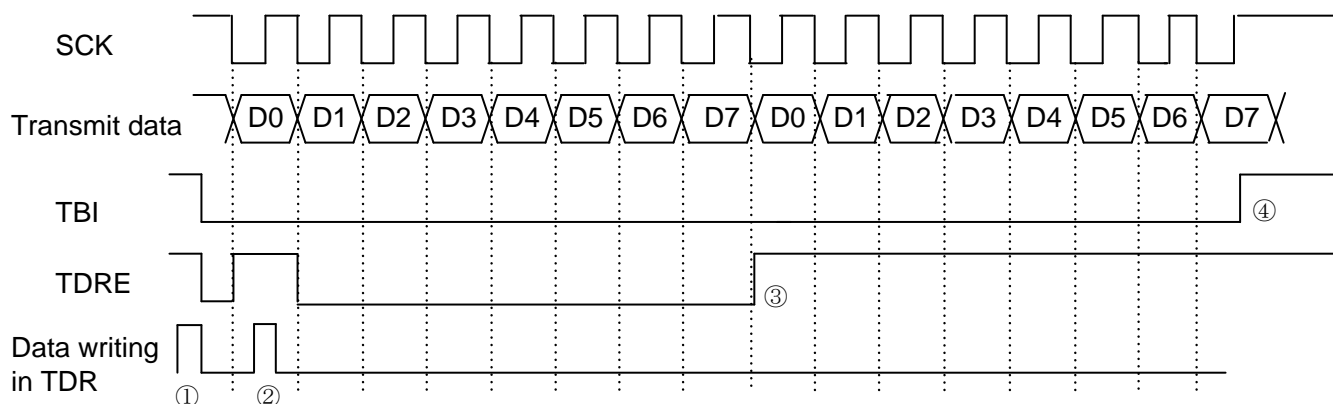 SCK
Transmit data D0 D1 D2 D3 D4 D5 D6 D7 D0 D1 D2 D3 D4 D5 D6 D7
TBI ④
TDRE ③
Data writing
in TDR
① ②